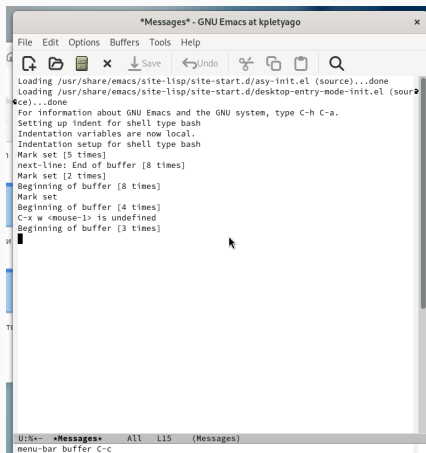 *Messages* - GNU Emacs at kpletyago
File Edit Options Buffers Tools Help
Save Undo
Loading /usr/share/emacs/site-lisp/site-start.d/asy-init.el (source)...done
Loading /usr/share/emacs/site-lisp/site-start.d/desktop-entry-mode-init.el (sour
ce)...done
For information about GNU Emacs and the GNU system, type C-h C-a.
Setting up indent for shell type bash
Indentation variables are now local.
Indentation setup for shell type bash
Mark set [5 times]
next-line: End of buffer [8 times]
Mark set [2 times]
Beginning of buffer [8 times]
Mark set
Beginning of buffer [4 times]
C-x w <mouse-1> is undefined
Beginning of buffer [3 times]
U:%*- *Messages* All L15 (Messages)
menu-bar buffer C-c